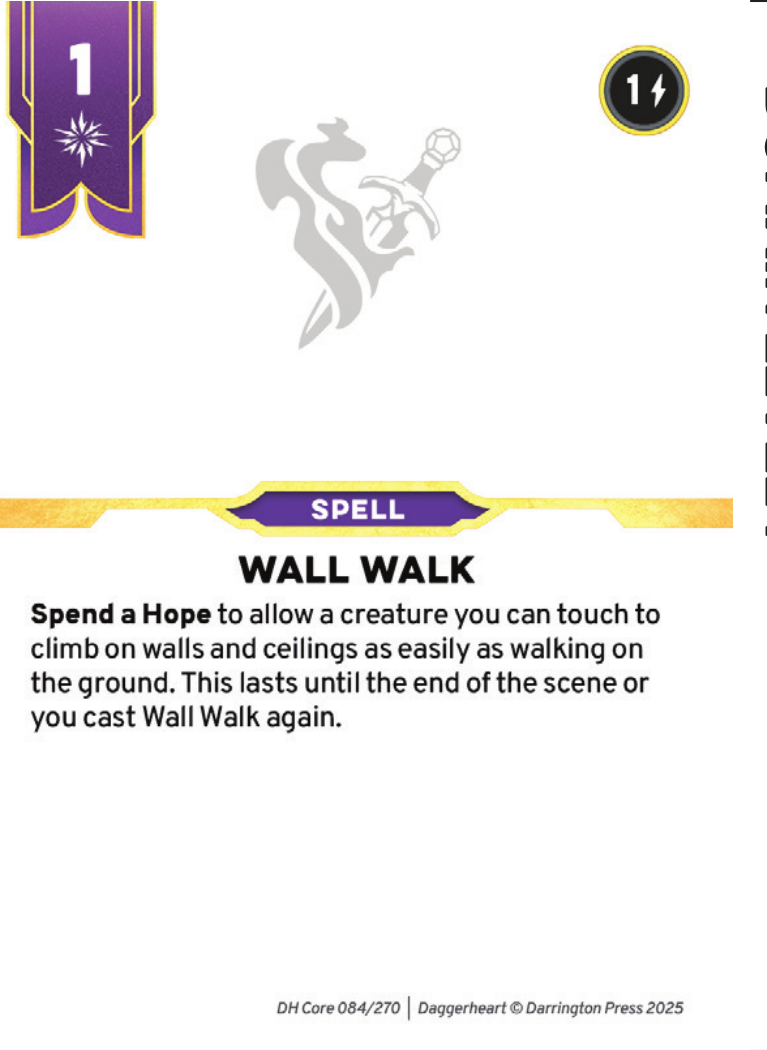 1
1
SPELL
WALL WALK
Spend a Hope to allow a creature you can touch to
climb on walls and ceilings as easily as walking on
the ground. This lasts until the end of the scene or
you cast Wall Walk again.
DH Core 084/270 | Daggerheart © Darrington Press 2025